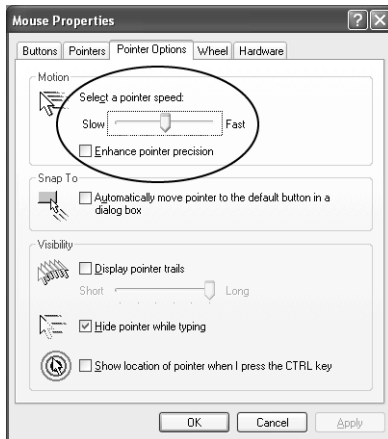 Mouse Properties
Buttons Pointers Pointer Options Wheel Hardware
Motion
Select a pointer speed:
Slow Fast
Enhance pointer precision
Snap To
Automatically move pointer to the default button in a
dialog box
Visibility
Display pointer trails
Short Long
Hide pointer while typing
Show location of pointer when I press the CTRL key
OK Cancel Apply